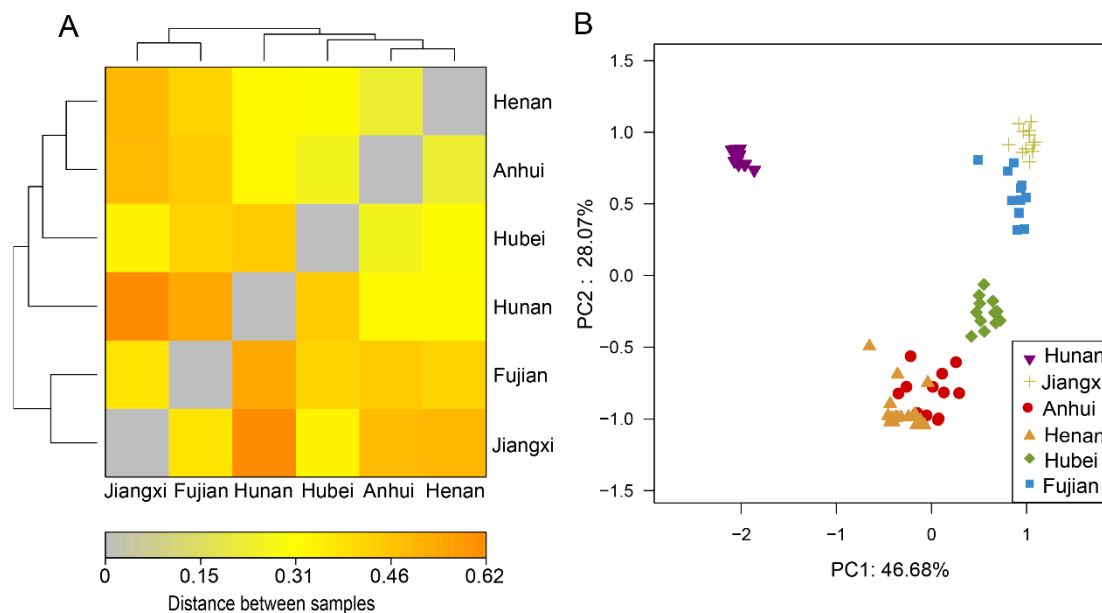 A
Henan
Anhui
Hubei
Hunan
Fujian
Jiangxi
Jiangxi Fujian Hunan Hubei Anhui Henan
0 0.15 0.31 0.46 0.62
Distance between samples
B
1.5
1.0
0.5
0.0
−0.5
−1.0
−1.5
PC2 : 28.07%
Hunan
Jiangx
Anhui
Henan
Hubei
Fujian
−2 −1 0 1
PC1: 46.68%